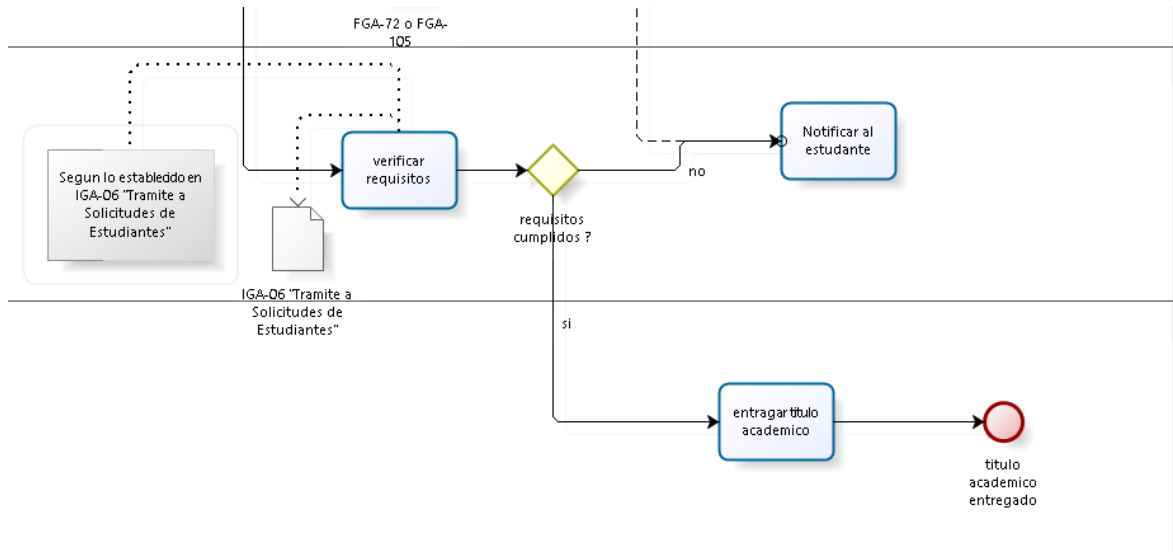 FGA-72 o FGA-
105
Notificar al
estudante
verificar
requisitos
no
Segun lo establecido en
IGA-06 "Tramite a
Solicitudes de
Estudiantes"
requisitos
cumplidos ?
IGA-06 "Tramite a
Solicitudes de
Estudiantes"
si
entragar titulo
academico
titulo
academico
entregado